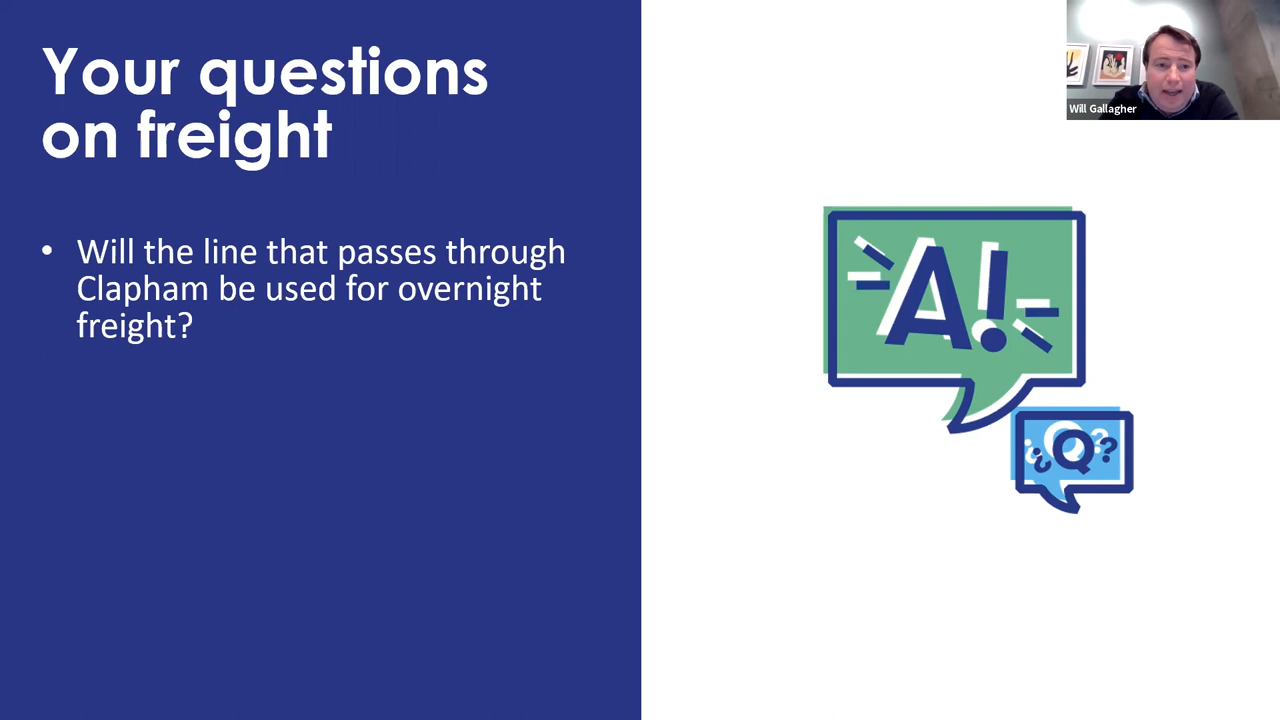 Your questions
on freight
• Will the line that passes through
Clapham be used for overnight
freight?
Will Gallagher
A!
¿Q?